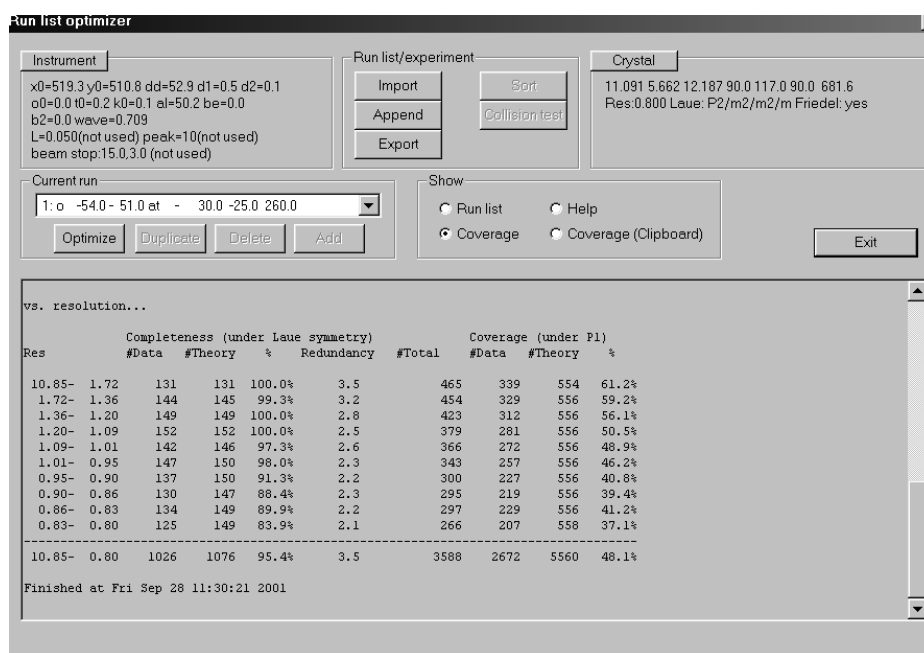 Run list optimizer
Instrument
x0=519.3 y0=510.8 dd=52.9 d1=0.5 d2=0.1
o0=0.0 t0=0.2 k0=0.1 al=50.2 be=0.0
b2=0.0 wave=0.709
L=0.050(not used) peak=10(not used)
beam stop:15.0,3.0 (not used)
Run list/experiment
Import
Sort
Append
Collision test
Export
Crystal
11.091 5.662 12.187 90.0 117.0 90.0 681.6
Res:0.800 Laue: P2/m2/m2/m Friedel: yes
Current run
1: o -54.0 - 51.0 at - 30.0 -25.0 260.0
Optimize Duplicate Delete Add
Show
Run list Help
Coverage Coverage (Clipboard)
Exit
vs. resolution...
Completeness (under Laue symmetry) Coverage (under P1)
Res #Data #Theory % Redundancy #Total #Data #Theory %
10.85- 1.72 131 131 100.0% 3.5 465 339 554 61.2%
1.72- 1.36 144 145 99.3% 3.2 454 329 556 59.2%
1.36- 1.20 149 149 100.0% 2.8 423 312 556 56.1%
1.20- 1.09 152 152 100.0% 2.5 379 281 556 50.5%
1.09- 1.01 142 146 97.3% 2.6 366 272 556 48.9%
1.01- 0.95 147 150 98.0% 2.3 343 257 556 46.2%
0.95- 0.90 137 150 91.3% 2.2 300 227 556 40.8%
0.90- 0.86 130 147 88.4% 2.3 295 219 556 39.4%
0.86- 0.83 134 149 89.9% 2.2 297 229 556 41.2%
0.83- 0.80 125 149 83.9% 2.1 266 207 558 37.1%
10.85- 0.80 1026 1076 95.4% 3.5 3588 2672 5560 48.1%
Finished at Fri Sep 28 11:30:21 2001